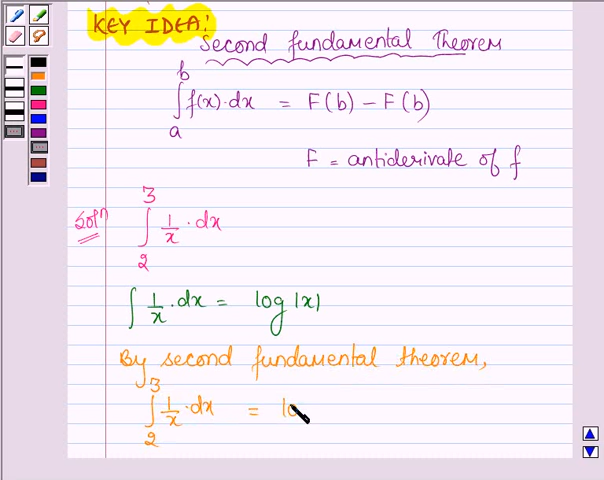 KEY IDEA:
Second fundamental Theorem
∫ₐᵇ f(x)·dx = F(b) − F(b)
F = antiderivate of f
Solⁿ ∫₂³ 1/x · dx
∫ 1/x · dx = log |x|
By second fundamental theorem,
∫₂³ 1/x · dx = lo